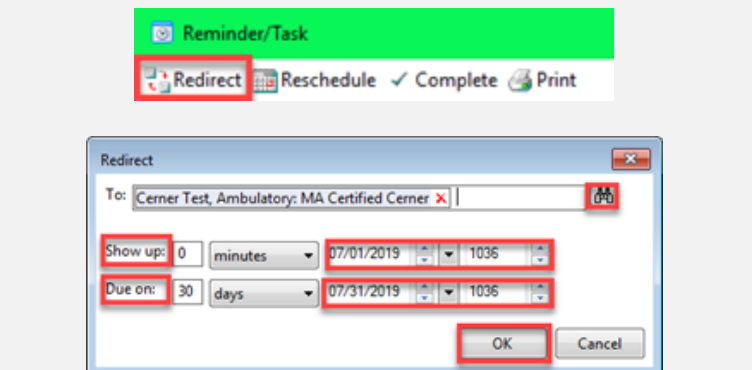 Reminder/Task
Redirect Reschedule Complete Print
Redirect
To: Cerner Test, Ambulatory: MA Certified Cerner
Show up: 0 minutes 07/01/2019 1036
Due on: 30 days 07/31/2019 1036
OK Cancel